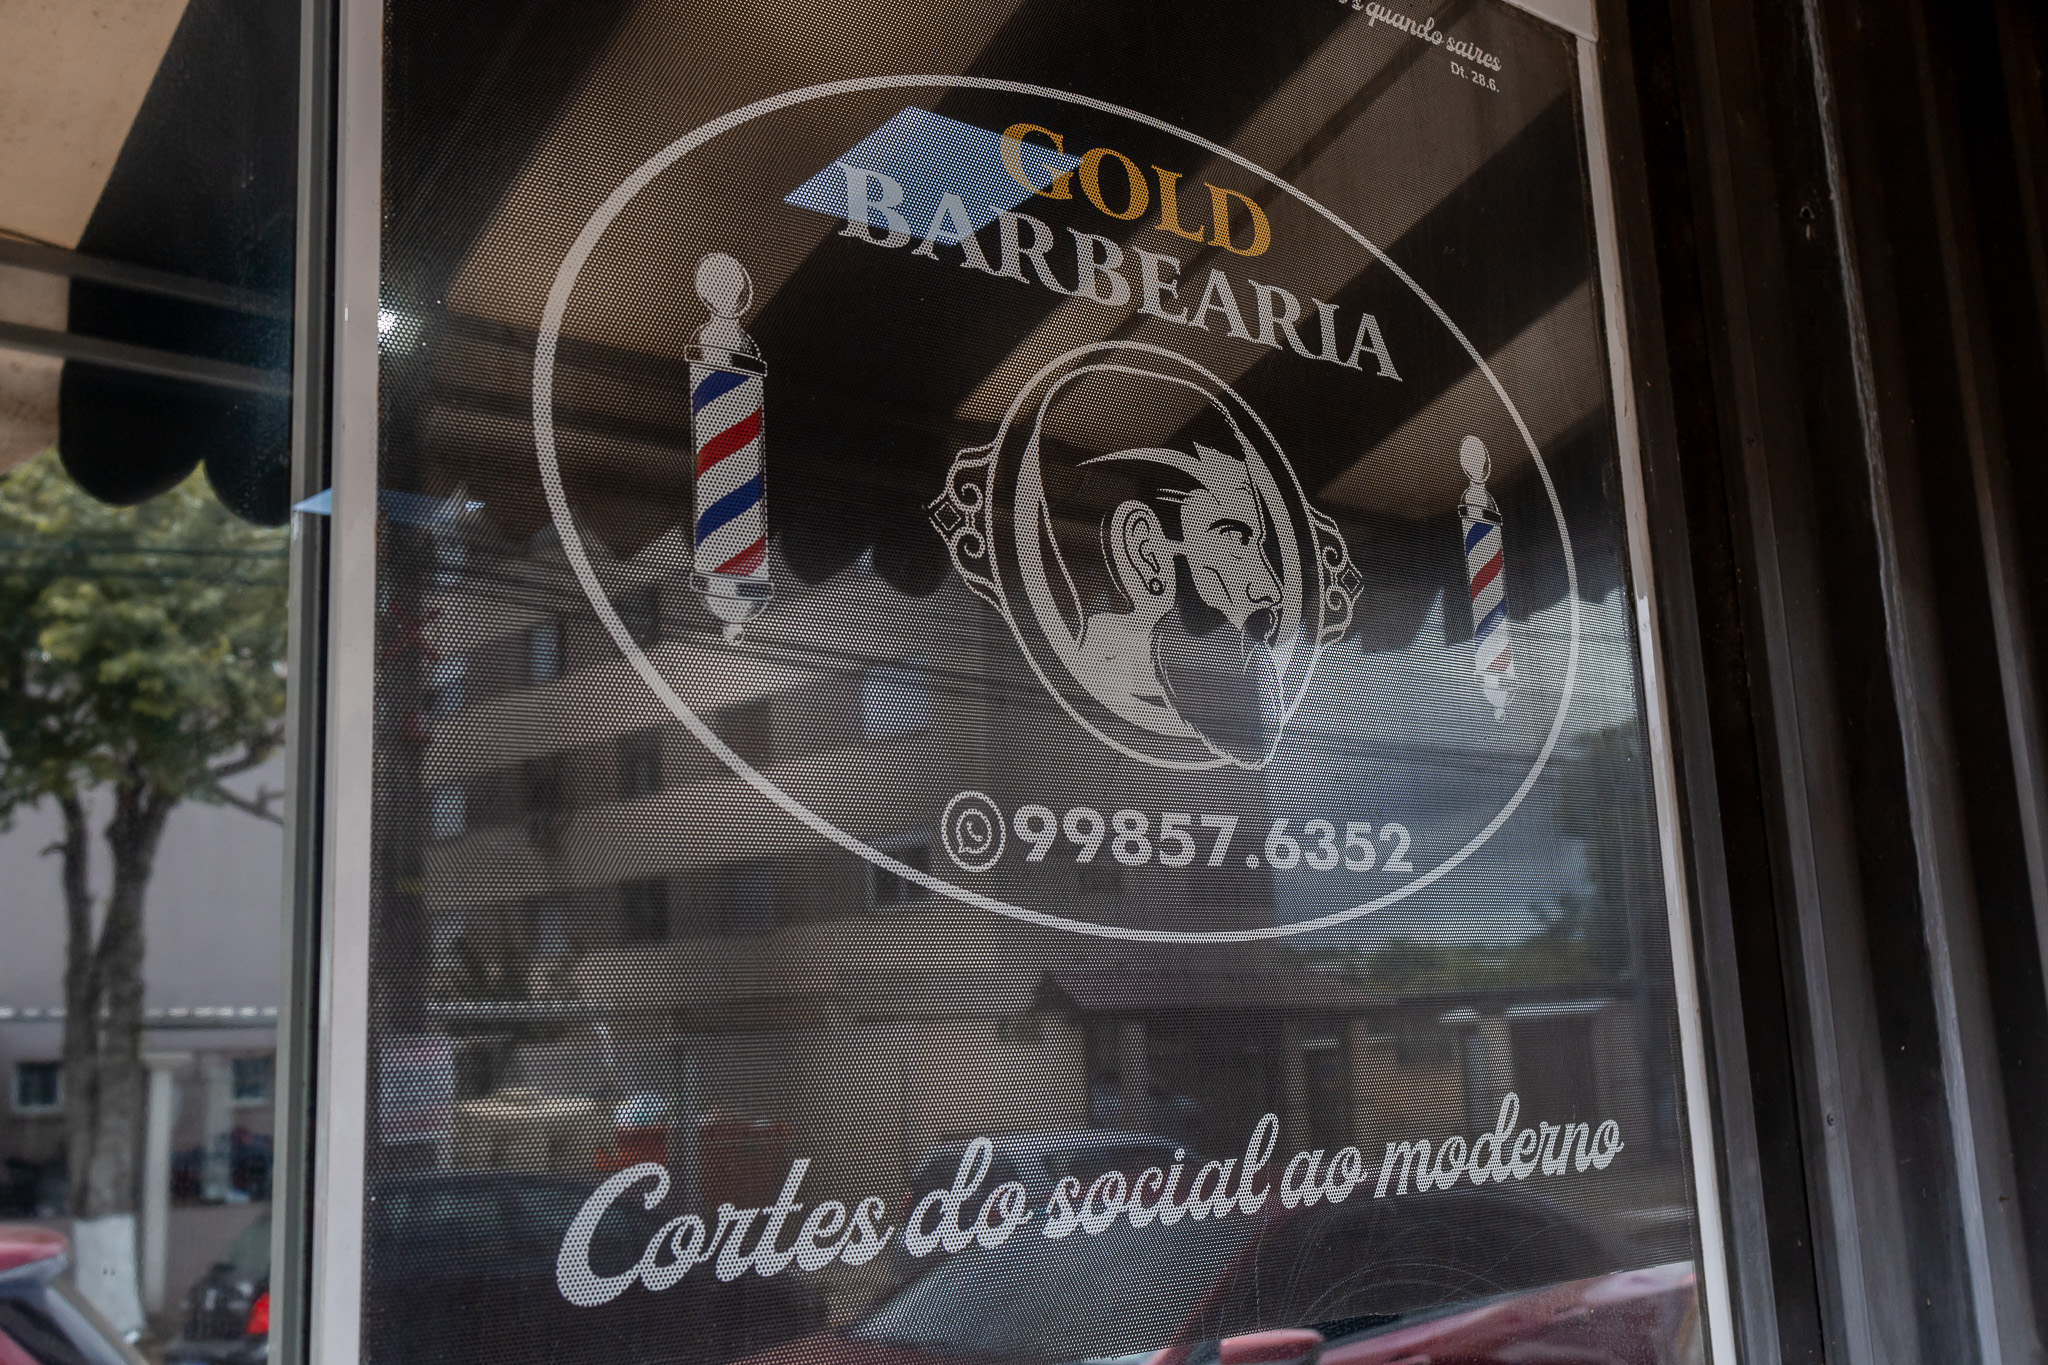 quando saires
Dt. 28.6.
GOLD
BARBEARIA
99857.6352
Cortes do social ao moderno